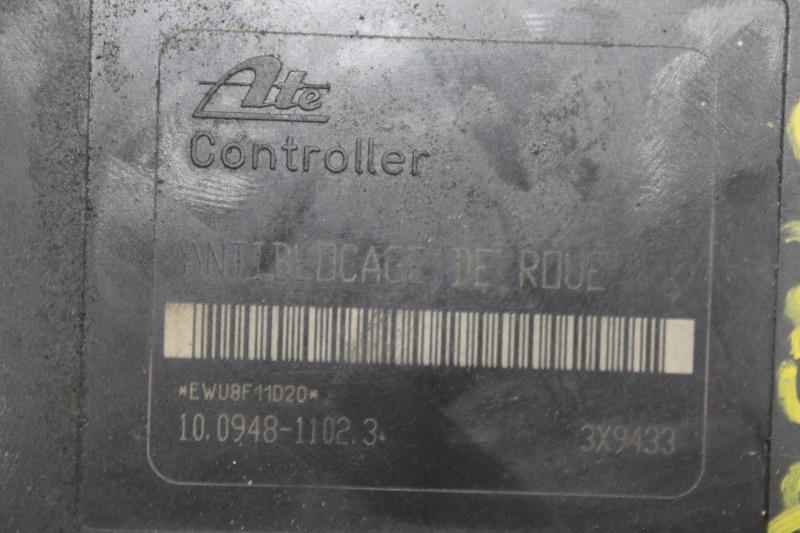 Ate
Controller
ANTIBLOCAGE DE ROUE
*EWU8F11D20*
10.0948-1102.3 3X9433